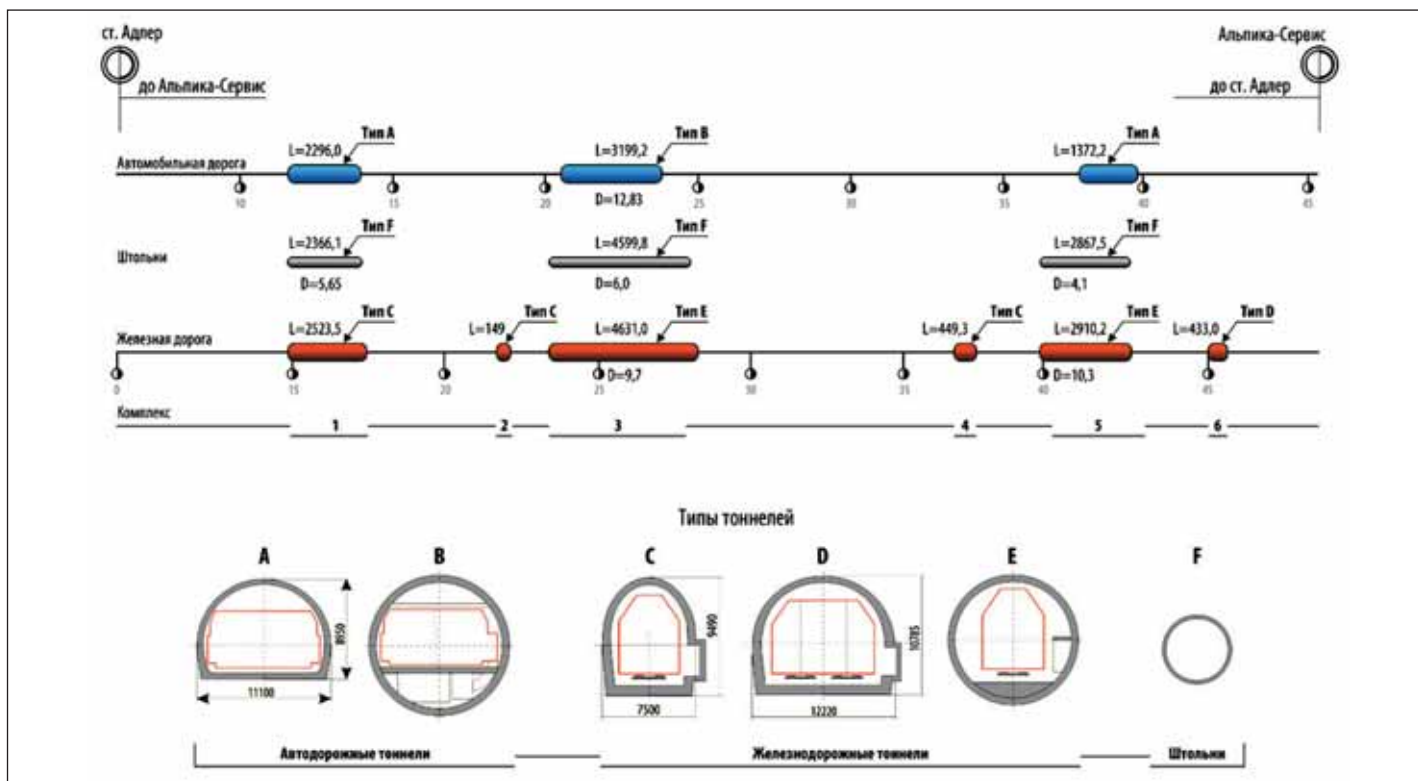 ст. Адлер
Альпика-Сервис
до Альпика-Сервис
до ст. Адлер
Тип A
Тип B
Тип A
L=2296,0
L=3199,2
L=1372,2
Автомобильная дорога
D=12,83
10
15
20
25
30
35
40
45
Тип F
Тип F
Тип F
L=2366,1
L=4599,8
L=2867,5
Штольни
D=5,65
D=6,0
D=4,1
Тип C
Тип C
Тип E
Тип C
Тип E
Тип D
L=2523,5
L=149
L=4631,0
L=449,3
L=2910,2
L=433,0
Железная дорога
D=9,7
D=10,3
0
15
20
25
30
35
40
45
Комплекс
1
2
3
4
5
6
Типы тоннелей
A
B
C
D
E
F
8950
9490
10785
11100
7500
12220
Автодорожные тоннели
Железнодорожные тоннели
Штольни